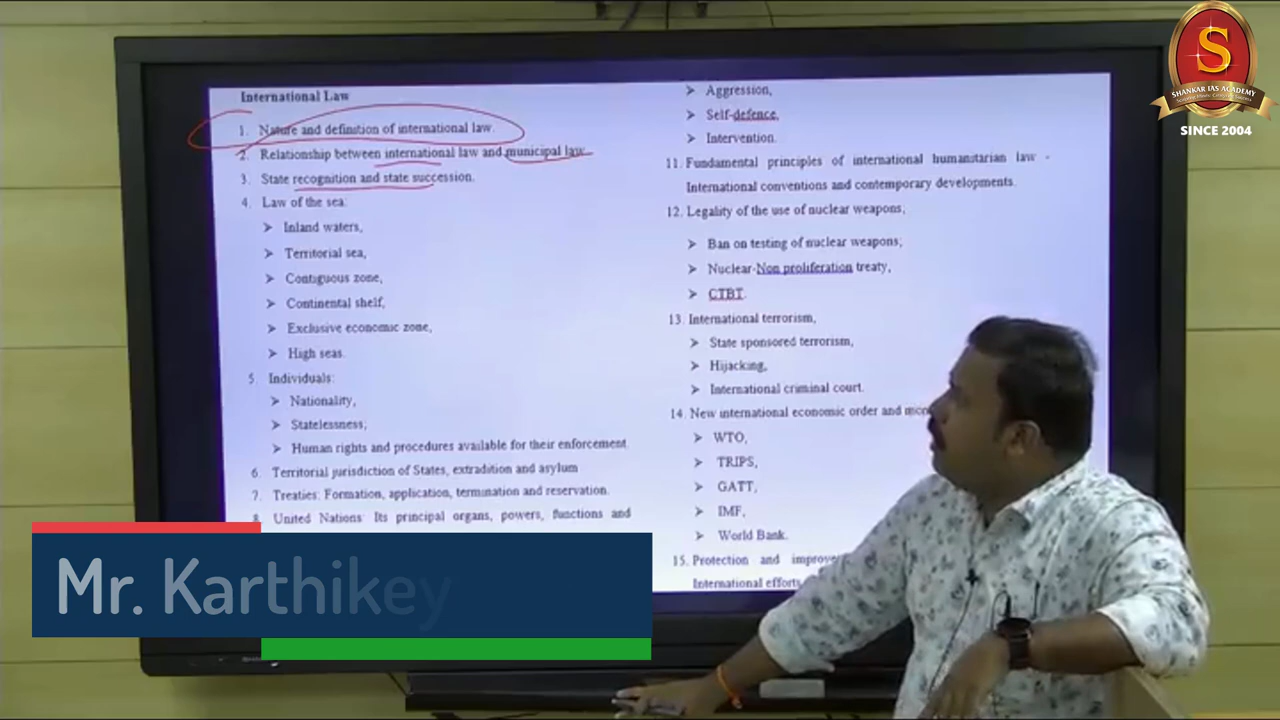 International Law
1. Nature and definition of international law.
2. Relationship between international law and municipal law.
3. State recognition and state succession.
4. Law of the sea:
➢ Inland waters,
➢ Territorial sea,
➢ Contiguous zone,
➢ Continental shelf,
➢ Exclusive economic zone,
➢ High seas.
5. Individuals:
➢ Nationality,
➢ Statelessness;
➢ Human rights and procedures available for their enforcement.
6. Territorial jurisdiction of States, extradition and asylum
7. Treaties: Formation, application, termination and reservation.
8. United Nations: Its principal organs, powers, functions and
➢ Aggression,
➢ Self-defence,
➢ Intervention.
11. Fundamental principles of international humanitarian law -
International conventions and contemporary developments.
12. Legality of the use of nuclear weapons;
➢ Ban on testing of nuclear weapons;
➢ Nuclear-Non proliferation treaty,
➢ CTBT.
13. International terrorism,
➢ State sponsored terrorism,
➢ Hijacking,
➢ International criminal court.
14. New international economic order and
➢ WTO,
➢ TRIPS,
➢ GATT,
➢ IMF,
➢ World Bank.
15. Protection and
International efforts
S
SHANKAR IAS ACADEMY
SINCE 2004
Mr. Karthikey